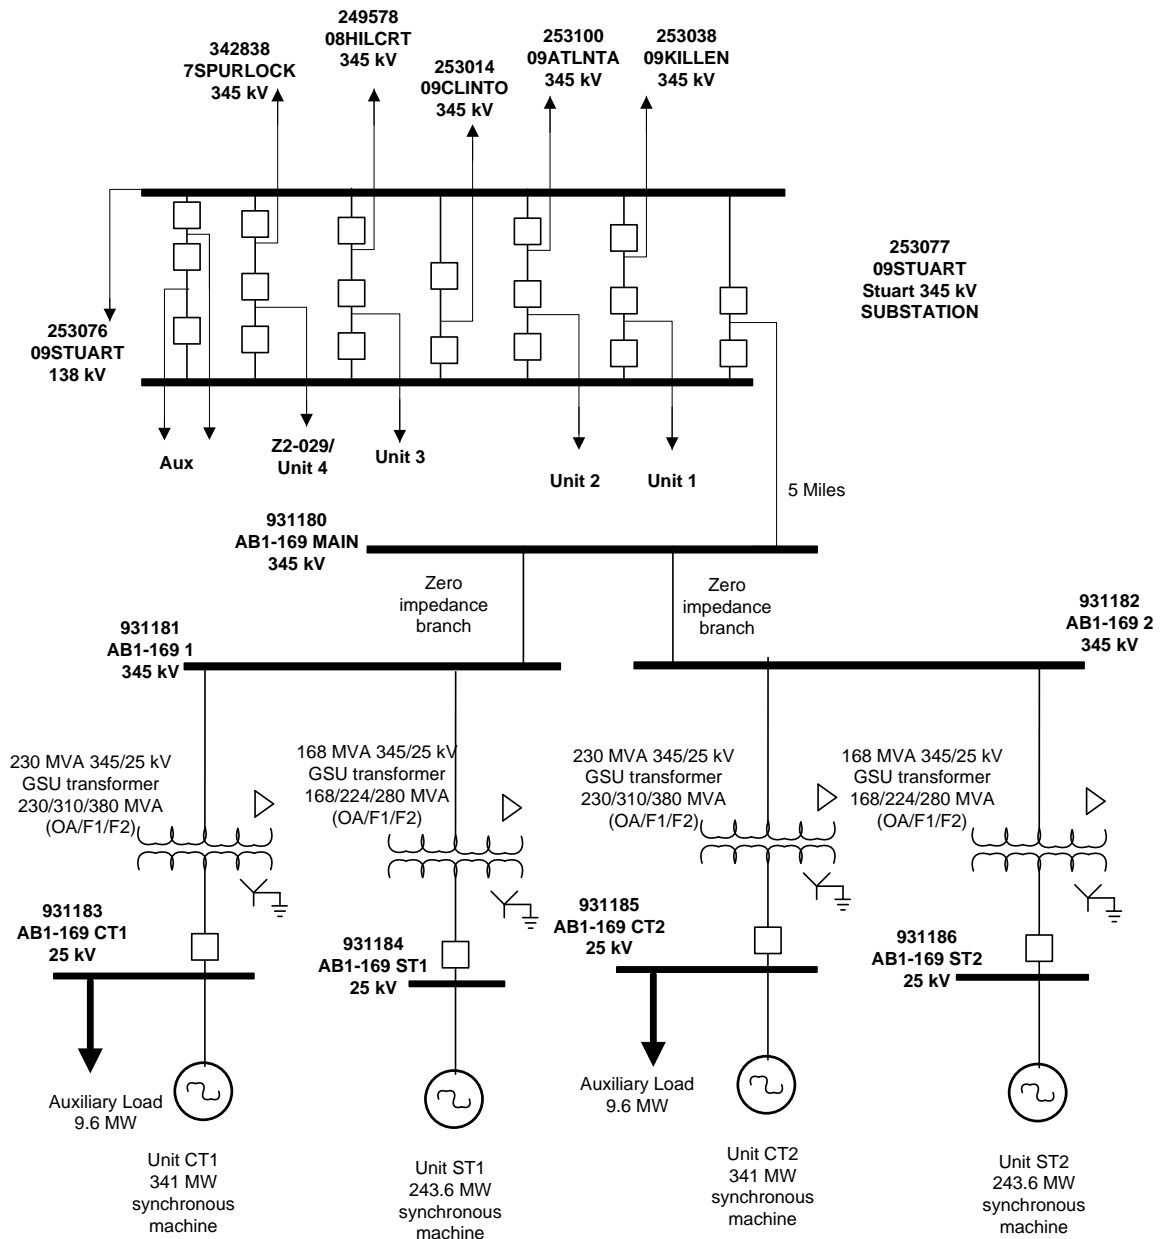 249578
08HILCRT
345 kV
342838
7SPURLOCK
345 kV
253014
09CLINTO
345 kV
253100
09ATLNTA
345 kV
253038
09KILLEN
345 kV
253077
09STUART
Stuart 345 kV
SUBSTATION
253076
09STUART
138 kV
Aux
Z2-029/
Unit 4
Unit 3
Unit 2
Unit 1
5 Miles
931180
AB1-169 MAIN
345 kV
Zero
impedance
branch
Zero
impedance
branch
931181
AB1-169 1
345 kV
931182
AB1-169 2
345 kV
230 MVA 345/25 kV
GSU transformer
230/310/380 MVA
(OA/F1/F2)
168 MVA 345/25 kV
GSU transformer
168/224/280 MVA
(OA/F1/F2)
230 MVA 345/25 kV
GSU transformer
230/310/380 MVA
(OA/F1/F2)
168 MVA 345/25 kV
GSU transformer
168/224/280 MVA
(OA/F1/F2)
931183
AB1-169 CT1
25 kV
931184
AB1-169 ST1
25 kV
931185
AB1-169 CT2
25 kV
931186
AB1-169 ST2
25 kV
Auxiliary Load
9.6 MW
Auxiliary Load
9.6 MW
Unit CT1
341 MW
synchronous
machine
Unit ST1
243.6 MW
synchronous
machine
Unit CT2
341 MW
synchronous
machine
Unit ST2
243.6 MW
synchronous
machine